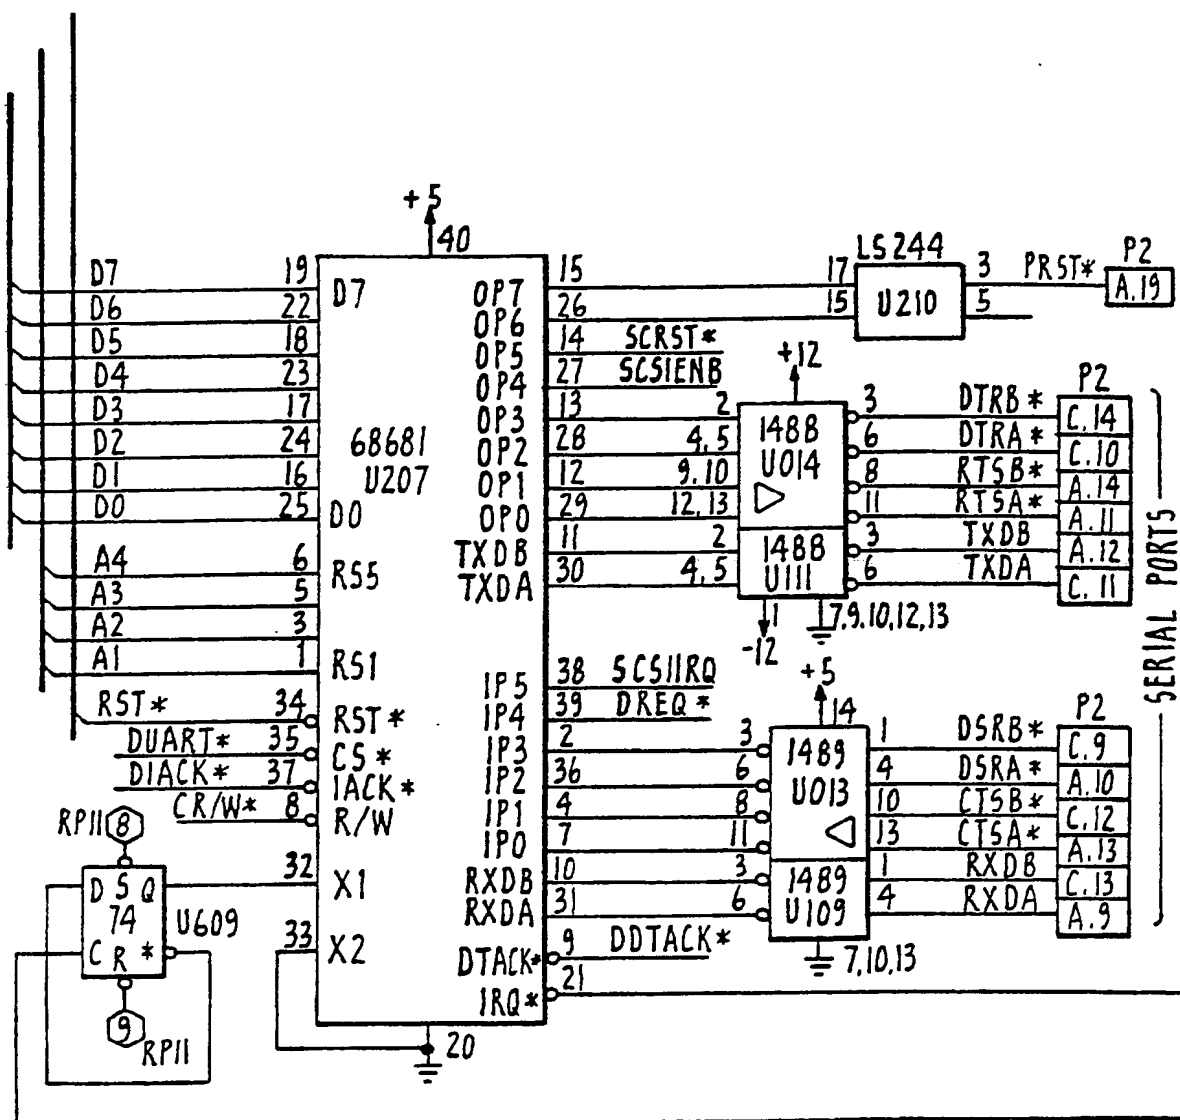 +5
40
D7 19 D7 OP7 15
D6 22 OP6 26
D5 18 OP5 14 SCRST*
D4 23 OP4 27 SCSIENB
D3 17 OP3 13 2
D2 24 OP2 28 4,5
D1 16 OP1 12 9,10
D0 25 D0 OP0 29 12,13
68681
U207
TXDB 11 2
TXDA 30 4,5
A4 6 RS5
A3 5
A2 3
A1 1 RS1
RST* 34 RST*
DUART* 35 CS*
DIACK* 37 IACK*
CR/W* 8 R/W
32 X1
33 X2
20
IP5 38 SCSIIRQ
IP4 39 DREQ*
IP3 2 3
IP2 36 6
IP1 4 8
IP0 7 11
RXDB 10 3
RXDA 31 6
DTACK* 9 DDTACK*
IRQ* 21
RP11 8
D S Q
74 U609
C R *
9
RP11
LS244
17 3 PRST*
15 U210 5
P2
A.19
+12
1488
U014
1488
U111
1
-12
7,9,10,12,13
P2
3 DTRB* C.14
6 DTRA* C.10
8 RTSB* A.14
11 RTSA* A.11
3 TXDB A.12
6 TXDA C.11
SERIAL PORTS
+5
14
1489
U013
1489
U109
7,10,13
P2
1 DSRB* C.9
4 DSRA* A.10
10 CTSB* C.12
13 CTSA* A.13
1 RXDB C.13
4 RXDA A.9